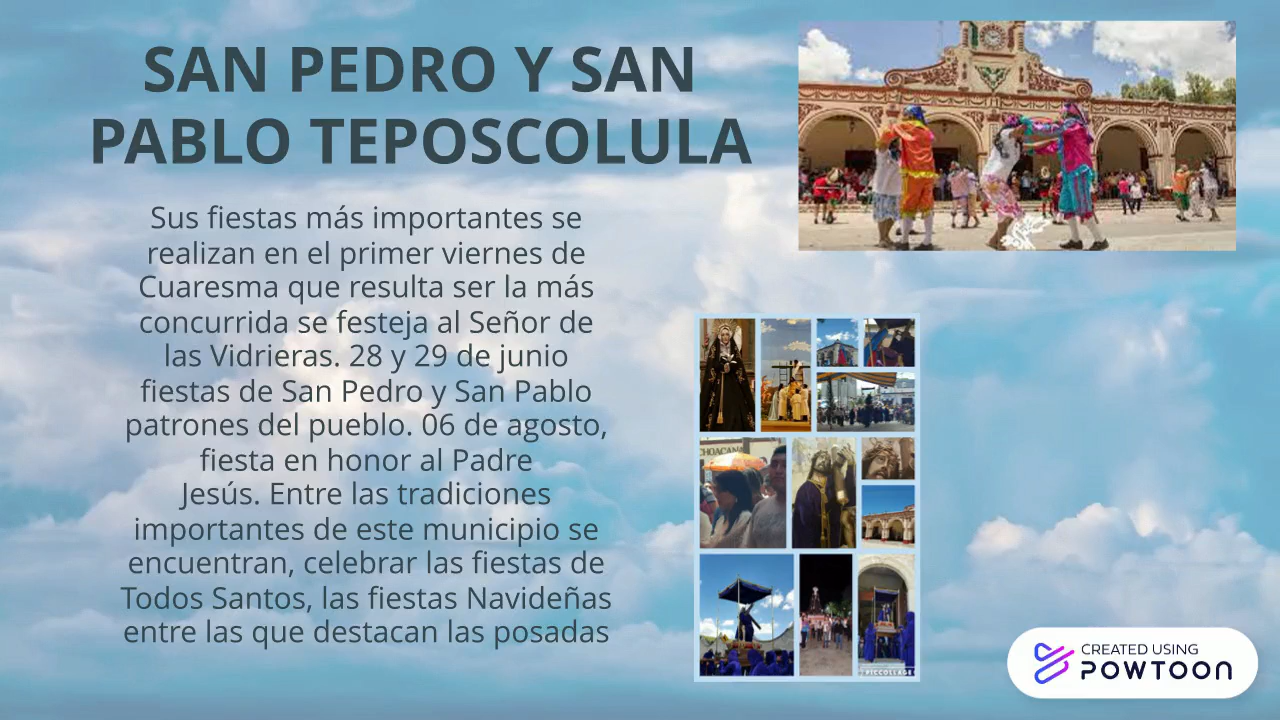 SAN PEDRO Y SAN
PABLO TEPOSCOLULA
Sus fiestas más importantes se
realizan en el primer viernes de
Cuaresma que resulta ser la más
concurrida se festeja al Señor de
las Vidrieras. 28 y 29 de junio
fiestas de San Pedro y San Pablo
patrones del pueblo. 06 de agosto,
fiesta en honor al Padre
Jesús. Entre las tradiciones
importantes de este municipio se
encuentran, celebrar las fiestas de
Todos Santos, las fiestas Navideñas
entre las que destacan las posadas
CHOACANA
PICCOLLAGE
CREATED USING
POWTOON